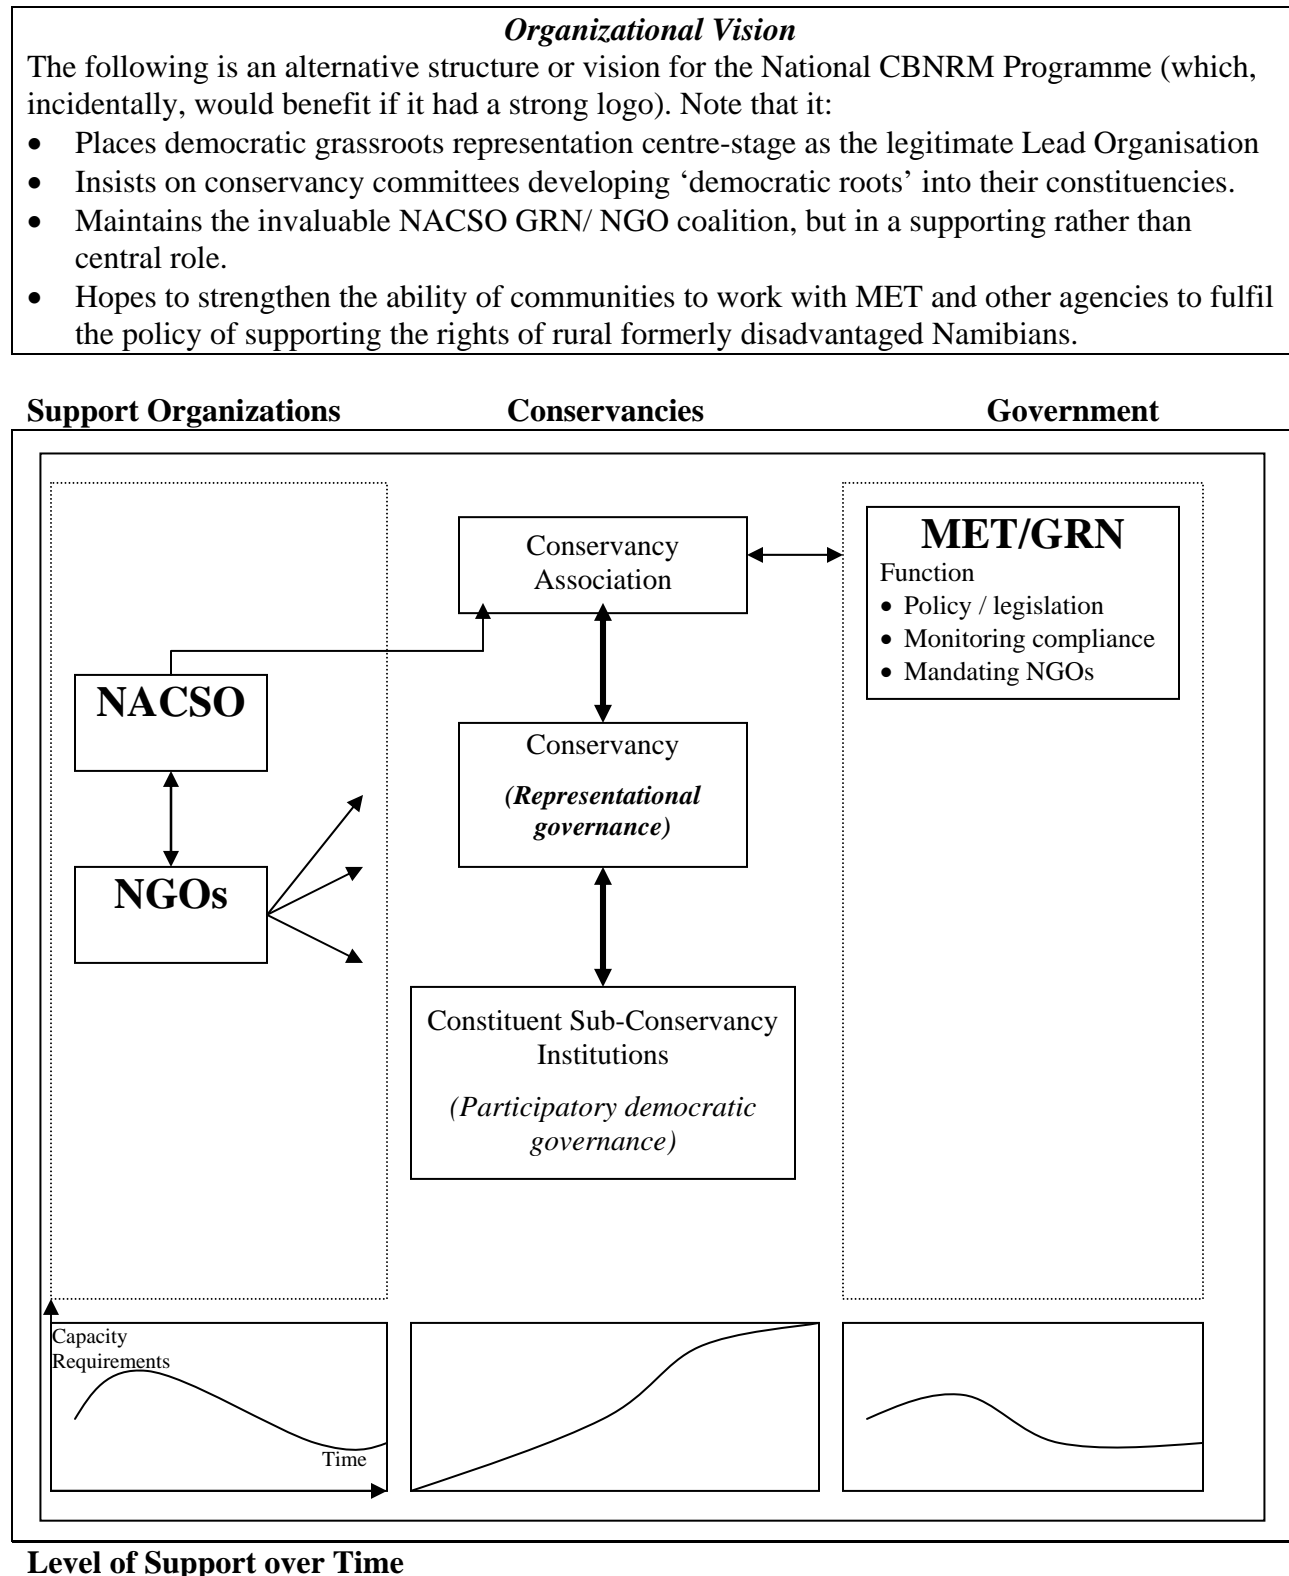 Organizational Vision
The following is an alternative structure or vision for the National CBNRM Programme (which,
incidentally, would benefit if it had a strong logo). Note that it:
• Places democratic grassroots representation centre-stage as the legitimate Lead Organisation
• Insists on conservancy committees developing ‘democratic roots’ into their constituencies.
• Maintains the invaluable NACSO GRN/ NGO coalition, but in a supporting rather than
central role.
• Hopes to strengthen the ability of communities to work with MET and other agencies to fulfil
the policy of supporting the rights of rural formerly disadvantaged Namibians.
Support Organizations
Conservancies
Government
NACSO
NGOs
Conservancy
Association
Conservancy
(Representational
governance)
Constituent Sub-Conservancy
Institutions
(Participatory democratic
governance)
MET/GRN
Function
• Policy / legislation
• Monitoring compliance
• Mandating NGOs
Capacity
Requirements
Time
Level of Support over Time